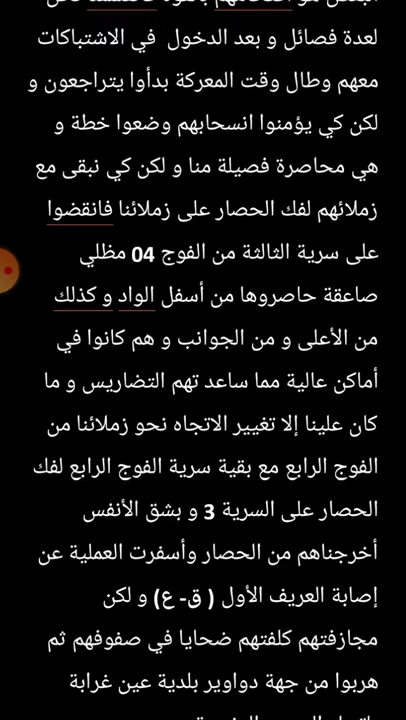 لعدة فصائل و بعد الدخول في الاشتباكات
معهم وطال وقت المعركة بدأوا يتراجعون و
لكن كي يؤمنوا انسحابهم وضعوا خطة و
هي محاصرة فصيلة منا و لكن كي نبقى مع
زملائهم لفك الحصار على زملائنا فانقضوا
على سرية الثالثة من الفوج 04 مظلي
صاعقة حاصروها من أسفل الواد و كذلك
من الأعلى و من الجوانب و هم كانوا في
أماكن عالية مما ساعد تهم التضاريس و ما
كان علينا إلا تغيير الاتجاه نحو زملائنا من
الفوج الرابع مع بقية سرية الفوج الرابع لفك
الحصار على السرية 3 و بشق الأنفس
أخرجناهم من الحصار وأسفرت العملية عن
إصابة العريف الأول ( ق- ع) و لكن
مجازفتهم كلفتهم ضحايا في صفوفهم ثم
هربوا من جهة دواوير بلدية عين غرابة